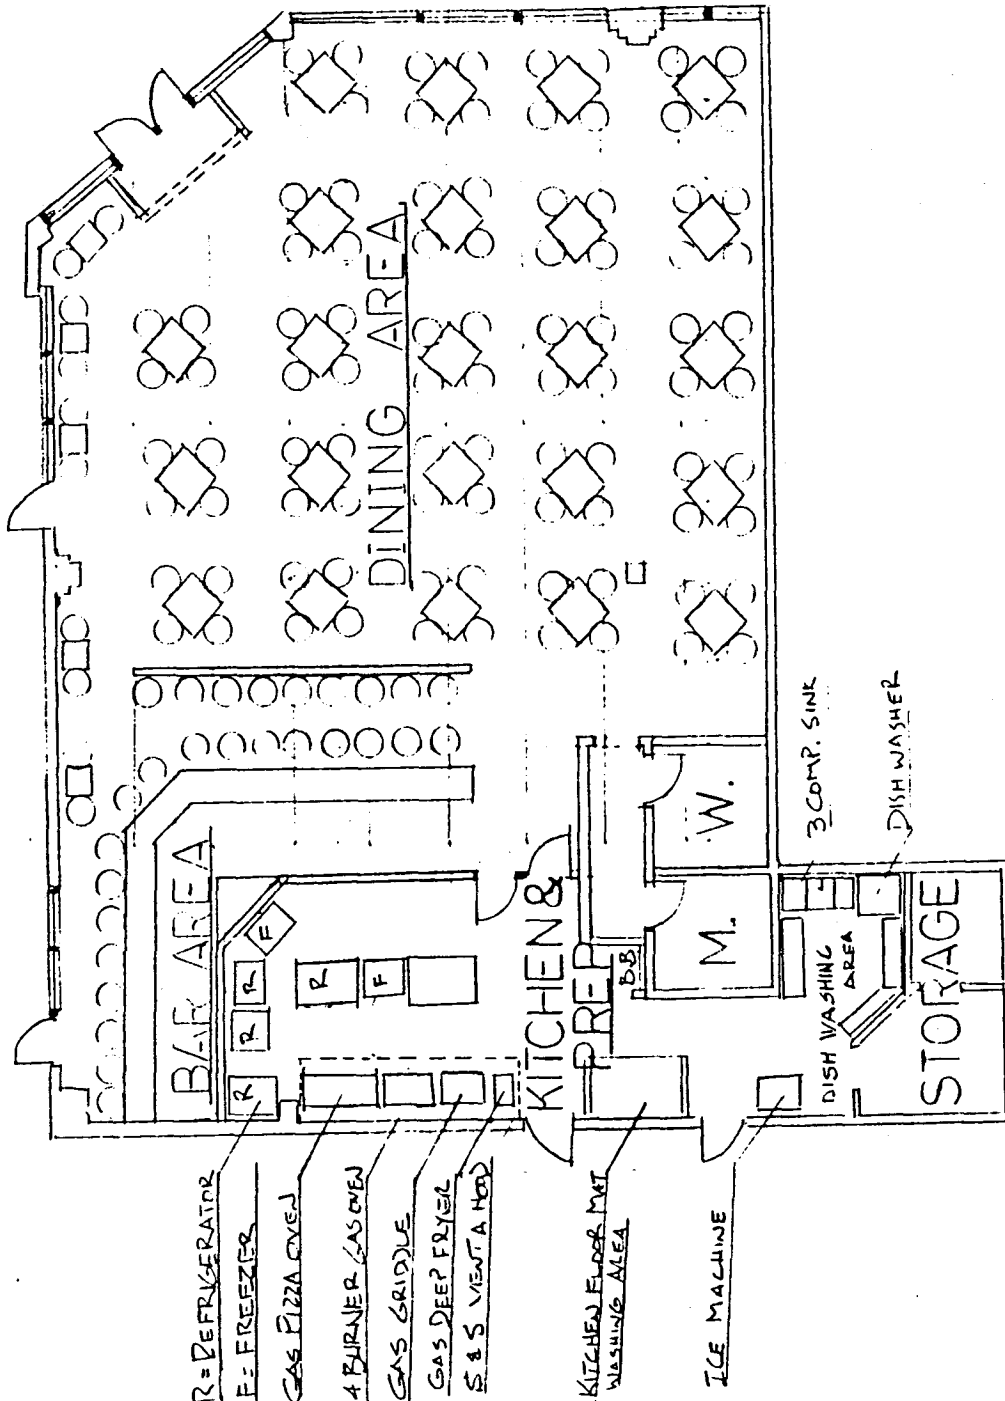 DINING AREA
BAR AREA
KITCHEN &
PREP
R
R
R
F
R
F
B.B
M.
W.
3 COMP. SINK
DISH WASHER
DISH WASHING
AREA
STORAGE
R = DEFRIGERATOR
F = FREEZER
GAS PIZZA OVEN
4 BURNER GAS OVEN
GAS GRIDDLE
GAS DEEP FRYER
S & S VENT A HOOD
KITCHEN FLOOR MAT
WASHING AREA
ICE MACHINE